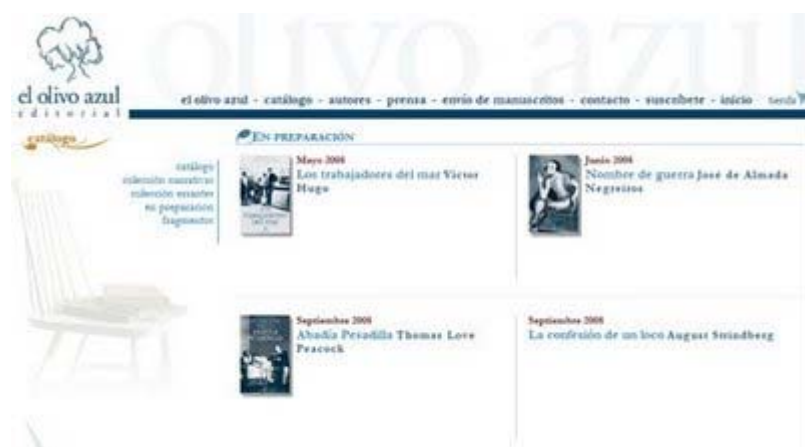 olivo azul
el olivo azul
editorial
el olivo azul - catálogo - autores - prensa - envío de manuscritos - contacto - suscríbete - inicio tienda
catálogo
EN PREPARACIÓN
catálogo
colección narrativas
colección errantes
en preparación
fragmentos
Mayo 2008
Los trabajadores del mar Victor
Hugo
Junio 2008
Nombre de guerra José de Almada
Negreiros
Septiembre 2008
Abadía Pesadilla Thomas Love
Peacock
Septiembre 2008
La confesión de un loco August Strindberg